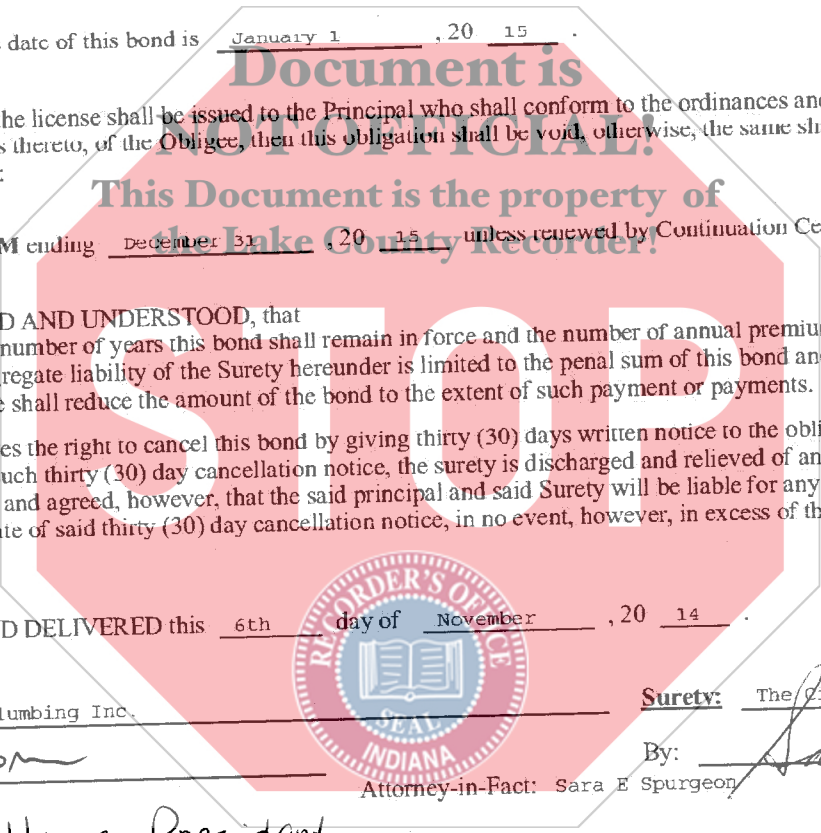 date of this bond is January 1 , 20 15 .
Document is
he license shall be issued to the Principal who shall conform to the ordinances an
NOT OFFICIAL!
s thereto, of the Obligee, then this obligation shall be void, otherwise, the same sh
:
This Document is the property of
M ending December 31 , 20 15 unless renewed by Continuation Ce
the Lake County Recorder!
D AND UNDERSTOOD, that
number of years this bond shall remain in force and the number of annual premiu
regate liability of the Surety hereunder is limited to the penal sum of this bond an
e shall reduce the amount of the bond to the extent of such payment or payments.
STOP
es the right to cancel this bond by giving thirty (30) days written notice to the obli
uch thirty (30) day cancellation notice, the surety is discharged and relieved of an
and agreed, however, that the said principal and said Surety will be liable for any
te of said thirty (30) day cancellation notice, in no event, however, in excess of th
RECORDER'S OFFICE
D DELIVERED this 6th day of November , 20 14 .
SEAL
INDIANA
lumbing Inc. Surety: The Ci
By:
Attorney-in-Fact: Sara E Spurgeon
President